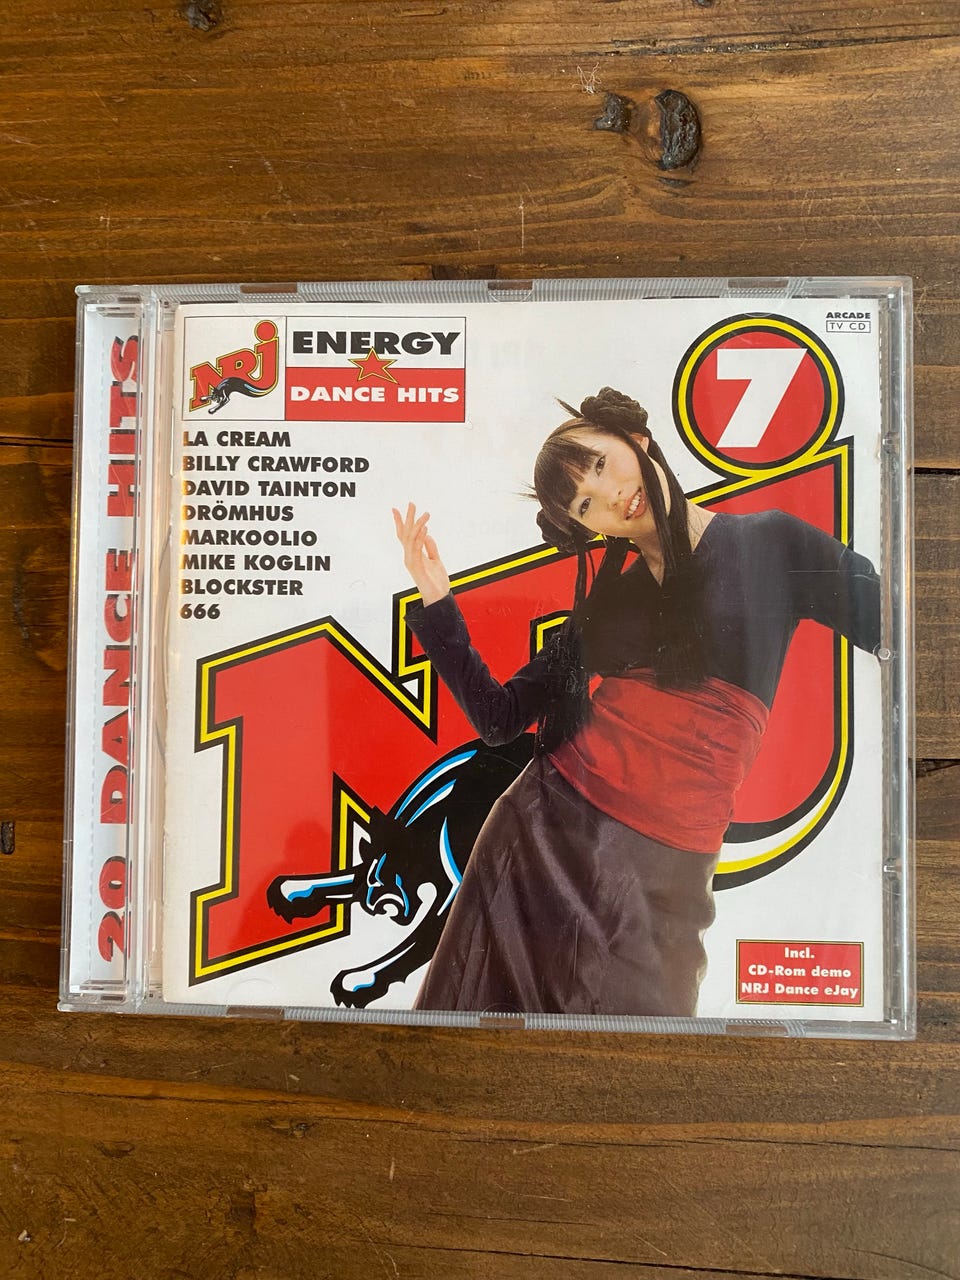 20 DANCE HITS
NRJ
ENERGY
DANCE HITS
ARCADE
TV CD
7
LA CREAM
BILLY CRAWFORD
DAVID TAINTON
DRÖMHUS
MARKOOLIO
MIKE KOGLIN
BLOCKSTER
666
NRJ
Incl.
CD-Rom demo
NRJ Dance eJay